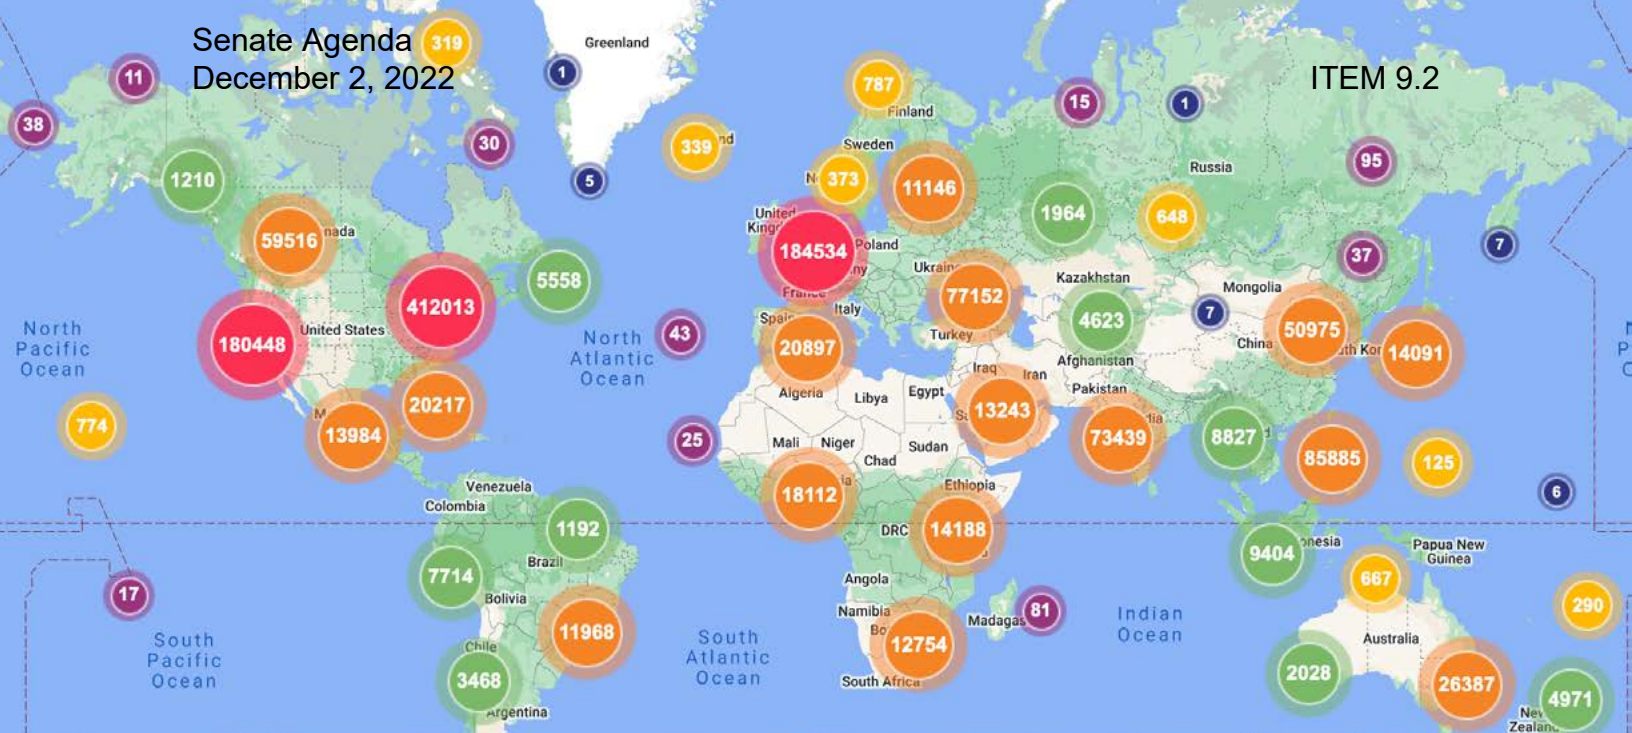 Senate Agenda
December 2, 2022
ITEM 9.2
319
Greenland
1
11
787
Finland
15
1
38
30
339
Sweden
95
Russia
1210
5
373
11146
1964
648
59516
United
184534
Poland
7
37
5558
412013
France
Italy
77152
Kazakhstan
Mongolia
4623
7
50975
China
North
Pacific
Ocean
180448
United States
North
Atlantic
Ocean
43
20897
Turkey
Afghanistan
14091
Iraq
Iran
Pakistan
Algeria
Libya
Egypt
774
13984
20217
25
Mali
Niger
Chad
Sudan
13243
73439
8827
85885
125
6
Venezuela
Colombia
18112
Ethiopia
1192
DRC
14188
9404
Papua New
Guinea
Brazil
7714
Bolivia
Angola
667
17
11968
Namibia
Madagas
81
Indian
Ocean
290
South
Pacific
Ocean
Chile
3468
Argentina
South
Atlantic
Ocean
12754
South Africa
Australia
2028
26387
4971
New
Zealand